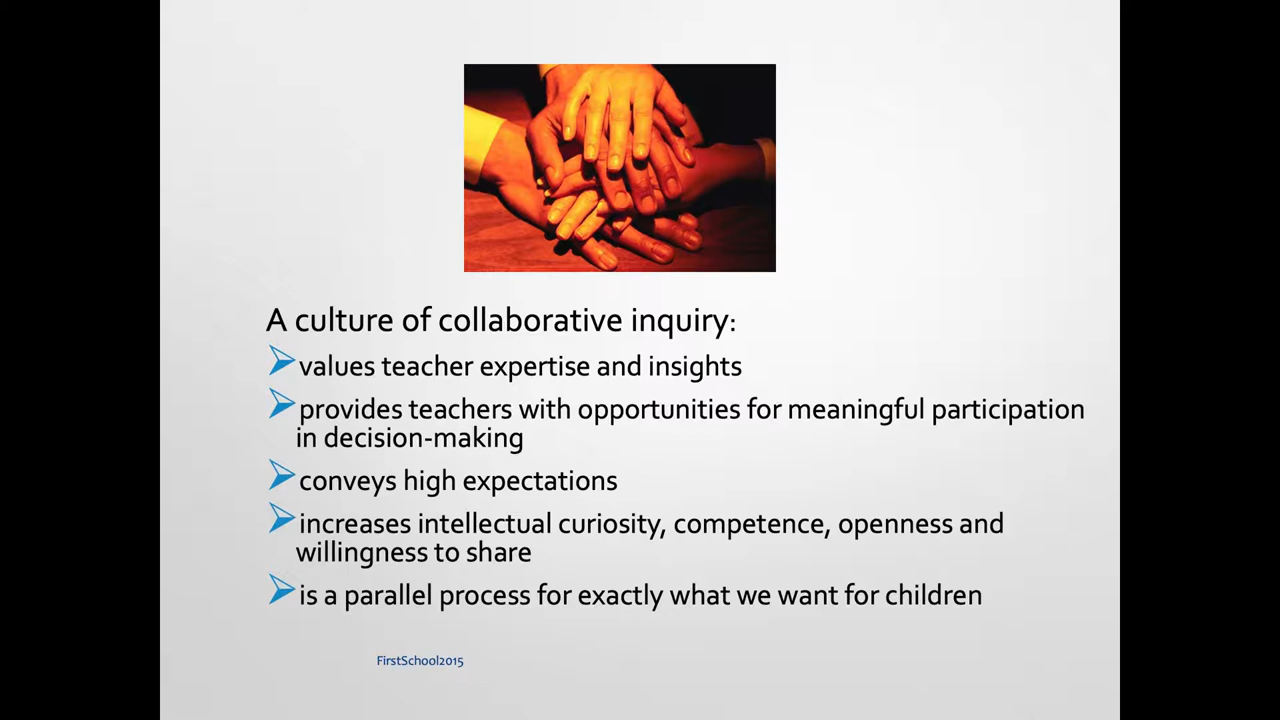 A culture of collaborative inquiry:
values teacher expertise and insights
provides teachers with opportunities for meaningful participation
in decision-making
conveys high expectations
increases intellectual curiosity, competence, openness and
willingness to share
is a parallel process for exactly what we want for children
FirstSchool2015